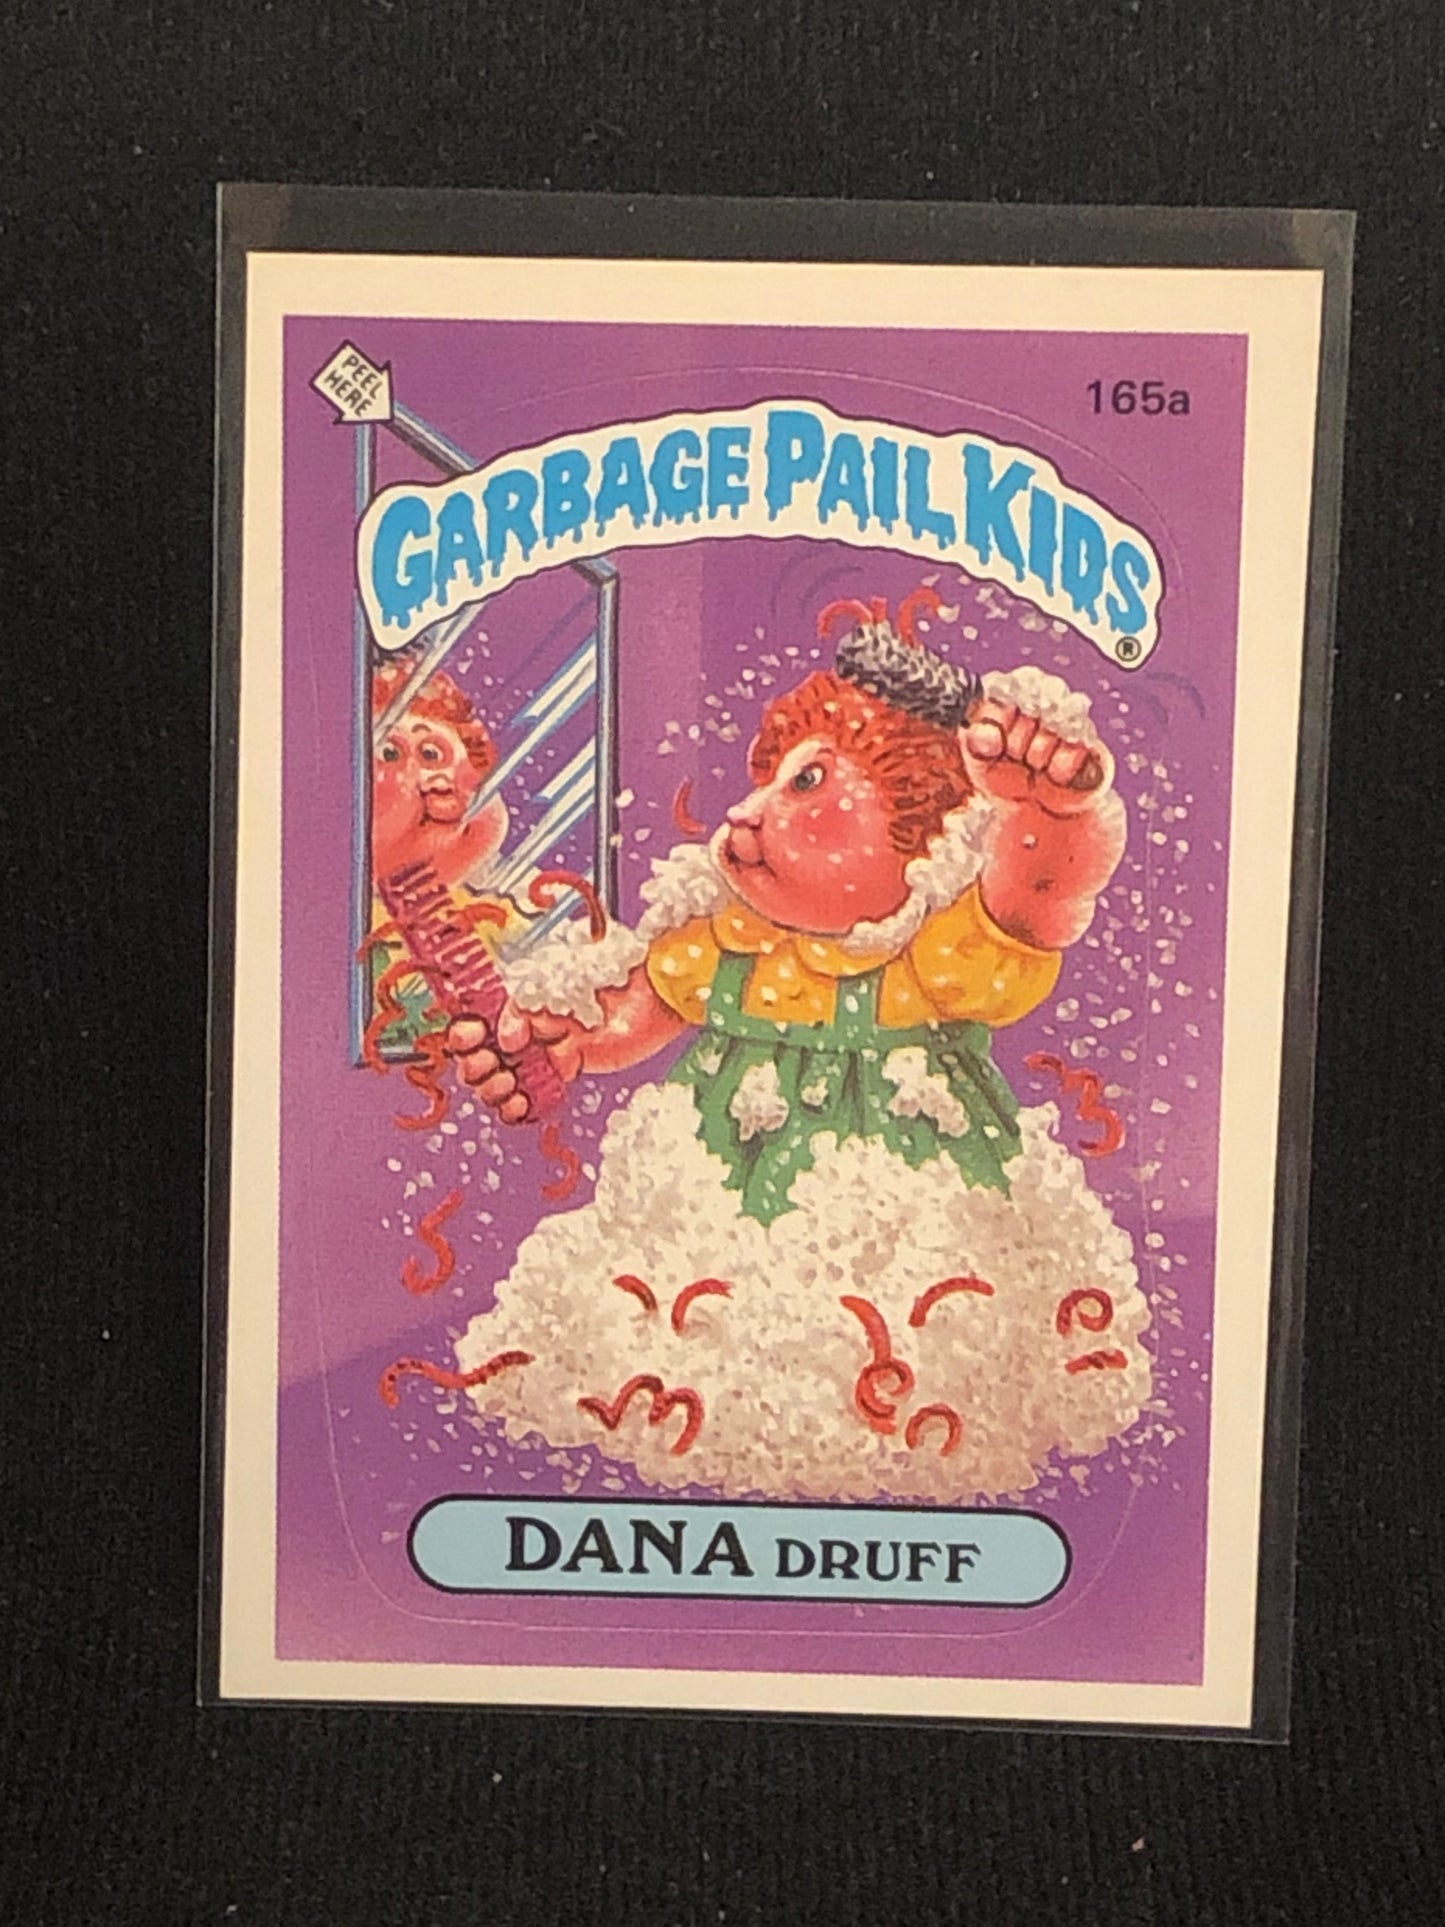 PEEL
HERE
165a
GARBAGE PAIL KIDS®
DANA DRUFF